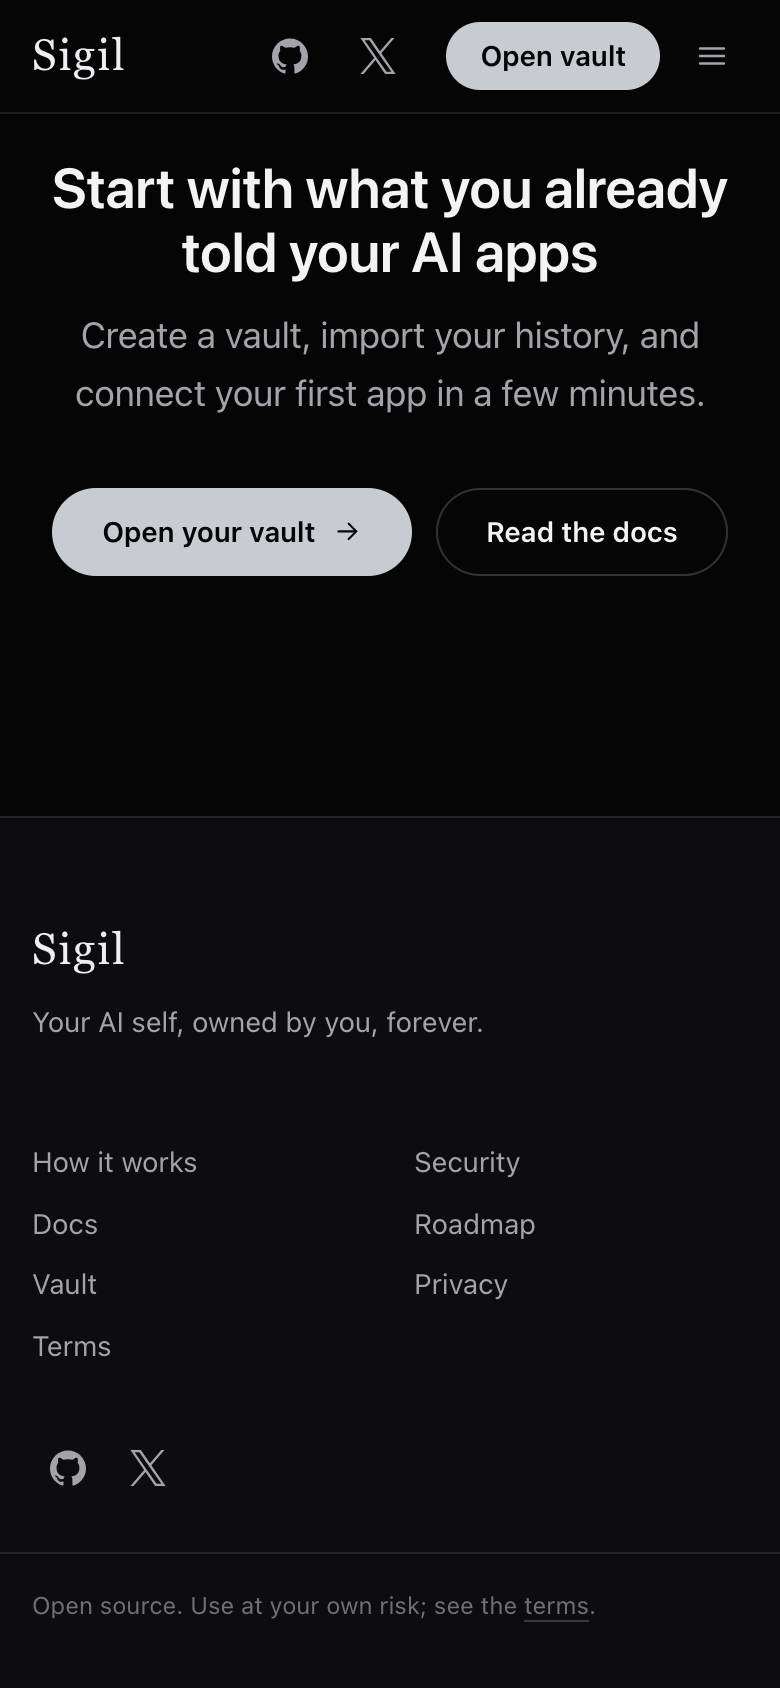 Sigil
Open vault
Start with what you already
told your AI apps
Create a vault, import your history, and
connect your first app in a few minutes.
Open your vault →
Read the docs
Sigil
Your AI self, owned by you, forever.
How it works
Security
Docs
Roadmap
Vault
Privacy
Terms
Open source. Use at your own risk; see the terms.